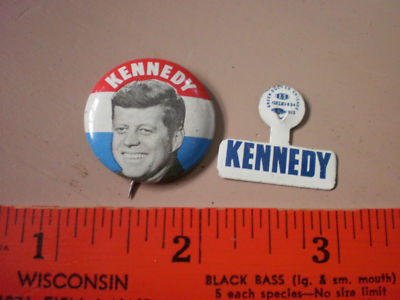 KENNEDY
KENNEDY
1 2 3
WISCONSIN
BLACK BASS (lg. & sm. mouth)
5 each species—No size limit